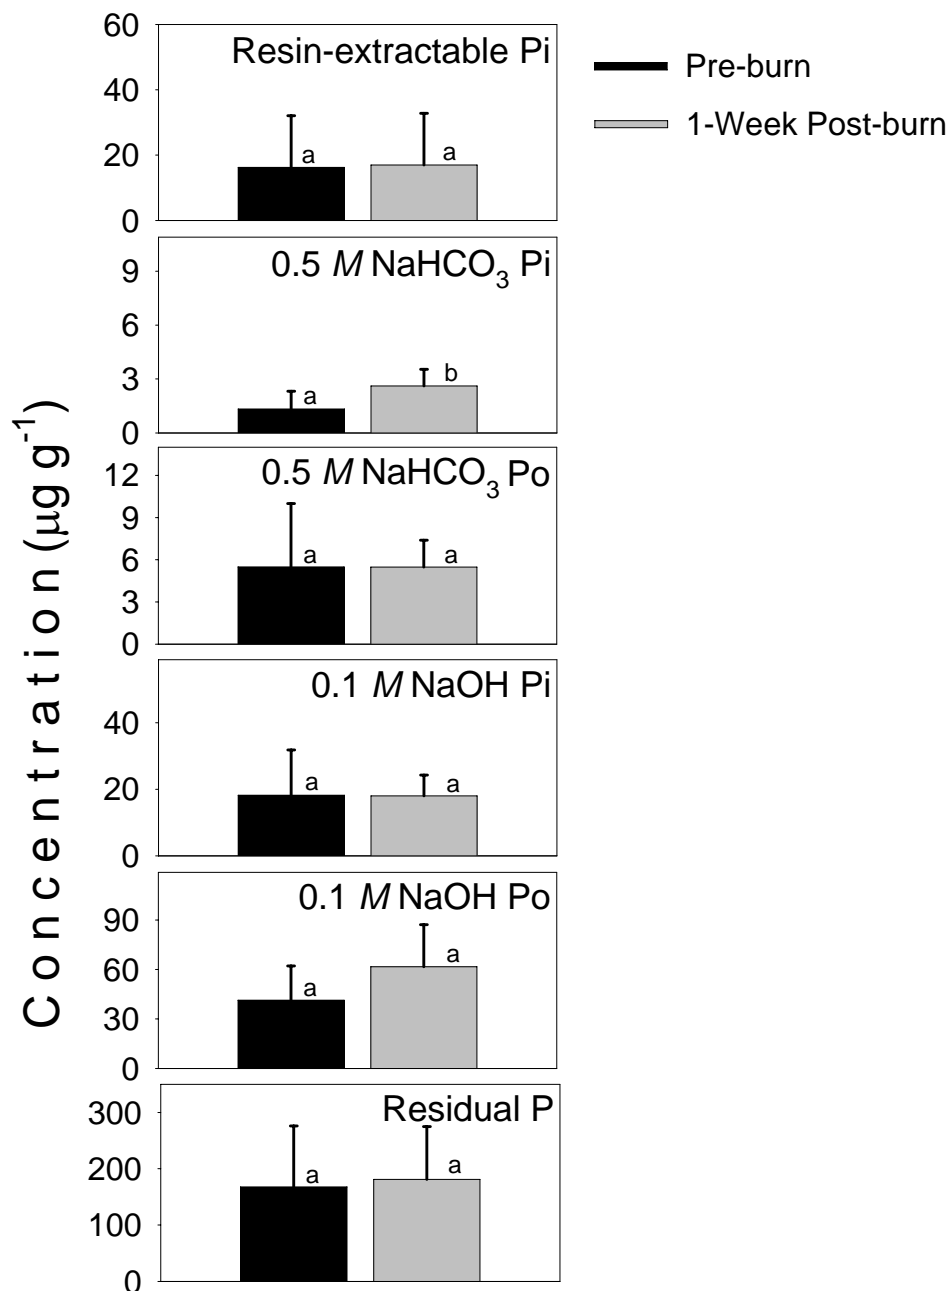 Concentration (μg g-1)
60
40
20
0
Resin-extractable Pi
a
a
Pre-burn
1-Week Post-burn
9
6
3
0
0.5 M NaHCO3 Pi
a
b
12
9
6
3
0
0.5 M NaHCO3 Po
a
a
40
20
0
0.1 M NaOH Pi
a
a
90
60
30
0
0.1 M NaOH Po
a
a
300
200
100
0
Residual P
a
a